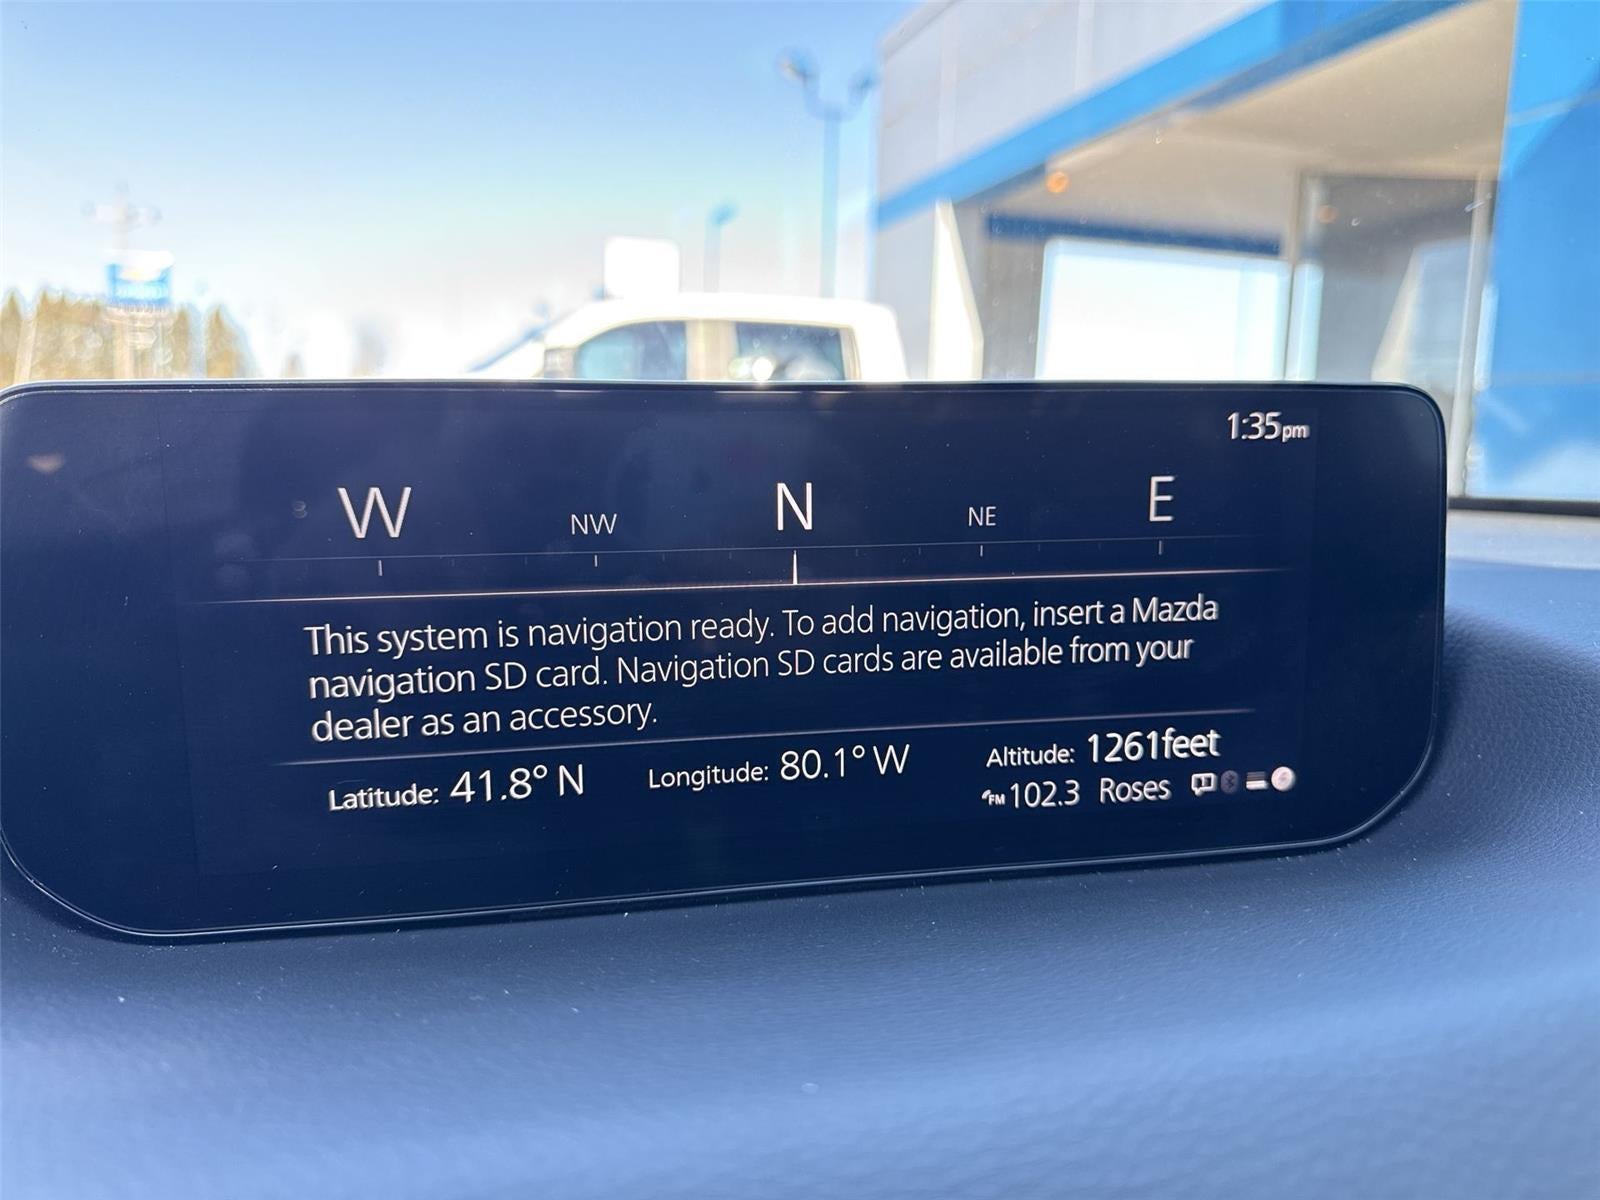 1:35pm
W NW N NE E
This system is navigation ready. To add navigation, insert a Mazda
navigation SD card. Navigation SD cards are available from your
dealer as an accessory.
Latitude: 41.8° N Longitude: 80.1° W Altitude: 1261feet
FM 102.3 Roses